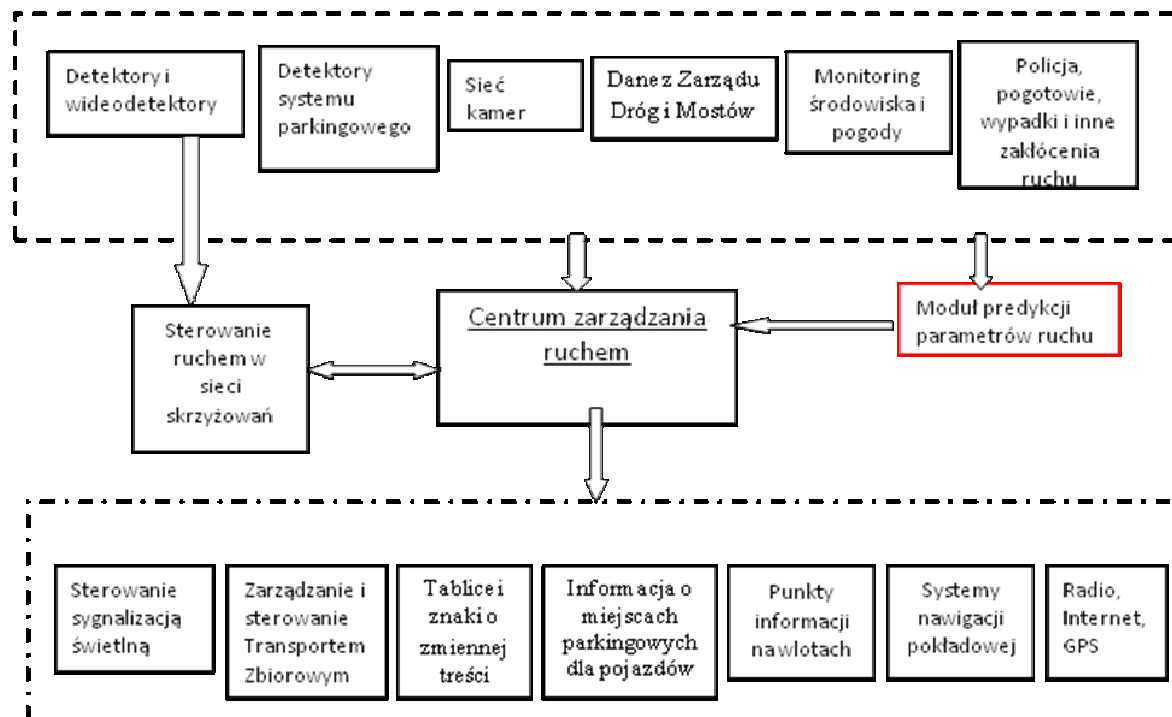 Detektory i
wideodetektory
Detektory
systemu
parkingowego
Sieć
kamer
Dane z Zarządu
Dróg i Mostów
Monitoring
środowiska i
pogody
Policja,
pogotowie,
wypadki i inne
zakłócenia
ruchu
Sterowanie
ruchem w
sieci
skrzyżowań
Centrum zarządzania
ruchem
Moduł predykcji
parametrów ruchu
Sterowanie
sygnalizacją
świetlną
Zarządzanie i
sterowanie
Transportem
Zbiorowym
Tablice i
znaki o
zmiennej
treści
Informacja o
miejscach
parkingowych
dla pojazdów
Punkty
informacji
na wlotach
Systemy
nawigacji
pokładowej
Radio,
Internet,
GPS